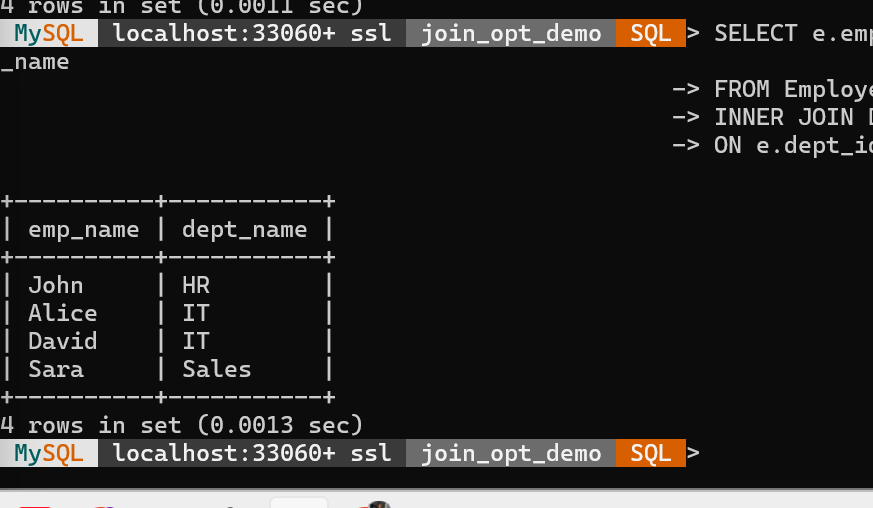 4 rows in set (0.0011 sec)
MySQL localhost:33060+ ssl join_opt_demo SQL > SELECT e.emp
_name
-> FROM Employe
-> INNER JOIN D
-> ON e.dept_id
+----------+-----------+
| emp_name | dept_name |
+----------+-----------+
| John     | HR        |
| Alice    | IT        |
| David    | IT        |
| Sara     | Sales     |
+----------+-----------+
4 rows in set (0.0013 sec)
MySQL localhost:33060+ ssl join_opt_demo SQL >